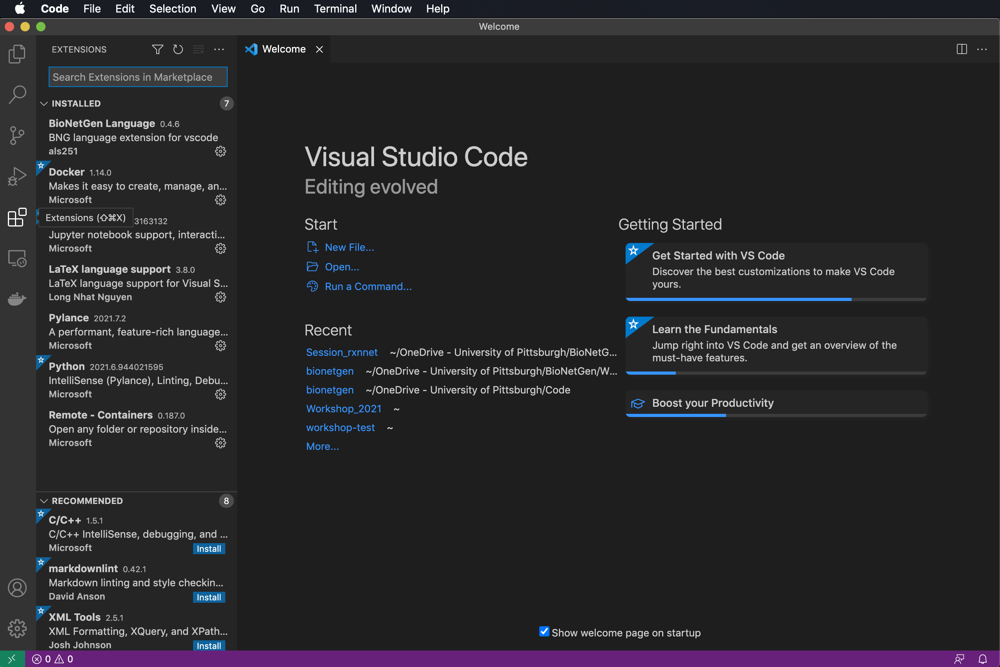 Code File Edit Selection View Go Run Terminal Window Help
Welcome
EXTENSIONS
Welcome
Search Extensions in Marketplace
INSTALLED 7
BioNetGen Language 0.4.6
BNG language extension for vscode
als251
Docker 1.14.0
Makes it easy to create, manage, an...
Microsoft
Extensions (⇧⌘X) 3163132
Jupyter notebook support, interacti...
Microsoft
LaTeX language support 3.8.0
LaTeX language support for Visual S...
Long Nhat Nguyen
Pylance 2021.7.2
A performant, feature-rich language...
Microsoft
Python 2021.6.944021595
IntelliSense (Pylance), Linting, Debu...
Microsoft
Remote - Containers 0.187.0
Open any folder or repository inside...
Microsoft
RECOMMENDED 8
C/C++ 1.5.1
C/C++ IntelliSense, debugging, and ...
Microsoft Install
markdownlint 0.42.1
Markdown linting and style checkin...
David Anson Install
XML Tools 2.5.1
XML Formatting, XQuery, and XPath...
Josh Johnson Install
Visual Studio Code
Editing evolved
Start
New File...
Open...
Run a Command...
Recent
Session_rxnnet ~/OneDrive - University of Pittsburgh/BioNetG...
bionetgen ~/OneDrive - University of Pittsburgh/BioNetGen/W...
bionetgen ~/OneDrive - University of Pittsburgh/Code
Workshop_2021 ~
workshop-test ~
More...
Getting Started
Get Started with VS Code
Discover the best customizations to make VS Code
yours.
Learn the Fundamentals
Jump right into VS Code and get an overview of the
must-have features.
Boost your Productivity
Show welcome page on startup
0 0